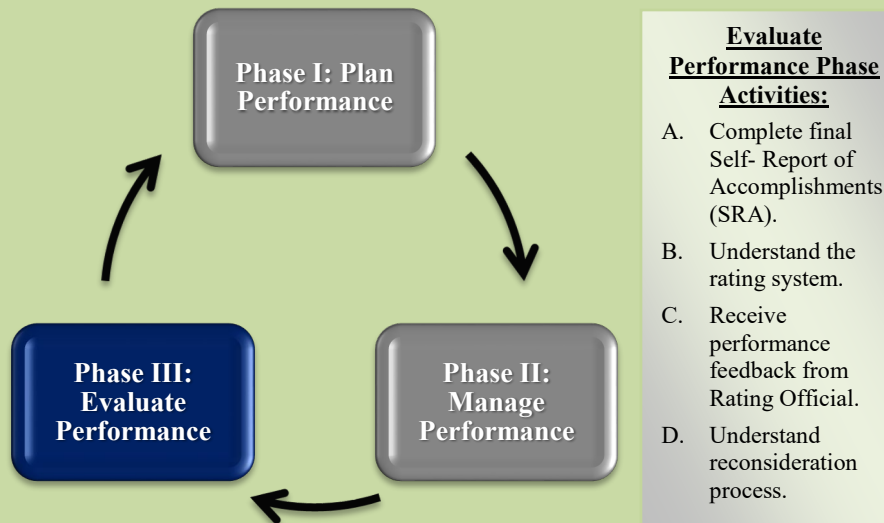 Phase I: Plan
Performance
Phase III:
Evaluate
Performance
Phase II:
Manage
Performance
Evaluate
Performance Phase
Activities:
A. Complete final
Self- Report of
Accomplishments
(SRA).
B. Understand the
rating system.
C. Receive
performance
feedback from
Rating Official.
D. Understand
reconsideration
process.